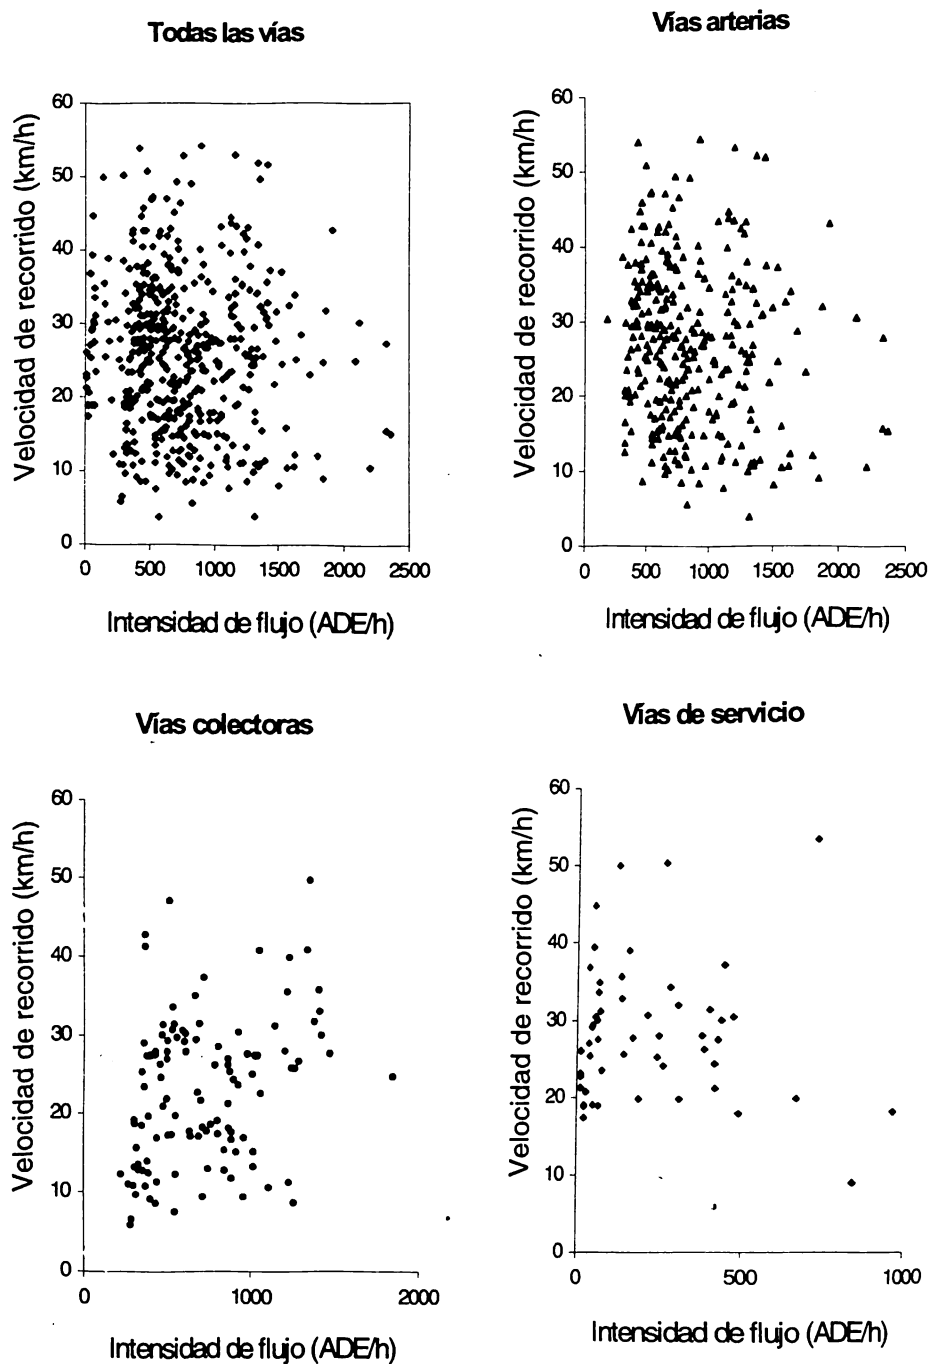 Todas las vías
Velocidad de recorrido (km/h)
60
50
40
30
20
10
0
0 500 1000 1500 2000 2500
Intensidad de flujo (ADE/h)
Vías arterias
Velocidad de recorrido (km/h)
60
50
40
30
20
10
0
0 500 1000 1500 2000 2500
Intensidad de flujo (ADE/h)
Vías colectoras
Velocidad de recorrido (km/h)
60
50
40
30
20
10
0
0 1000 2000
Intensidad de flujo (ADE/h)
Vías de servicio
Velocidad de recorrido (km/h)
60
50
40
30
20
10
0
0 500 1000
Intensidad de flujo (ADE/h)